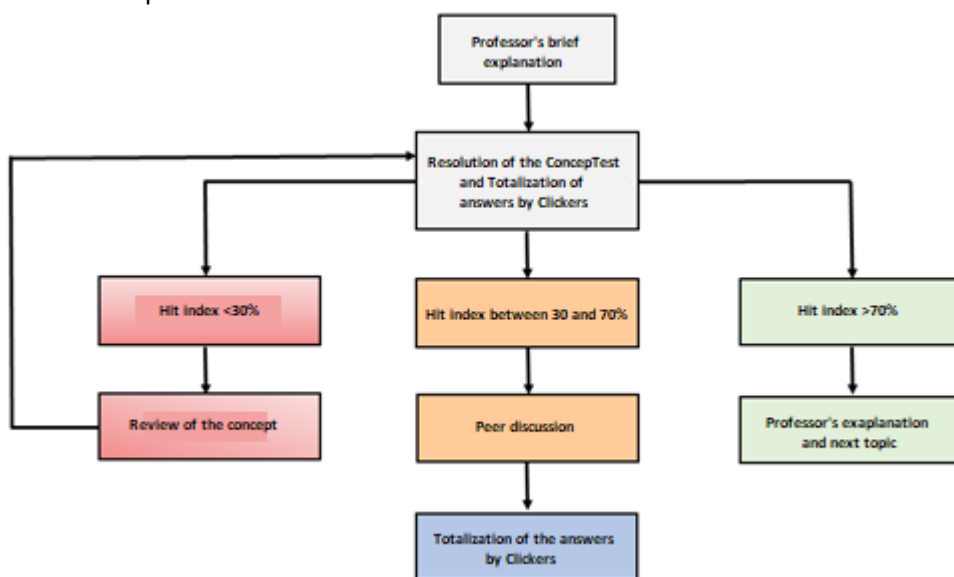 Professor's brief
explanation
Resolution of the ConcepTest
and Totalization of
answers by Clickers
Hit index <30%
Hit index between 30 and 70%
Hit index >70%
Review of the concept
Peer discussion
Professor's exaplanation
and next topic
Totalization of the answers
by Clickers